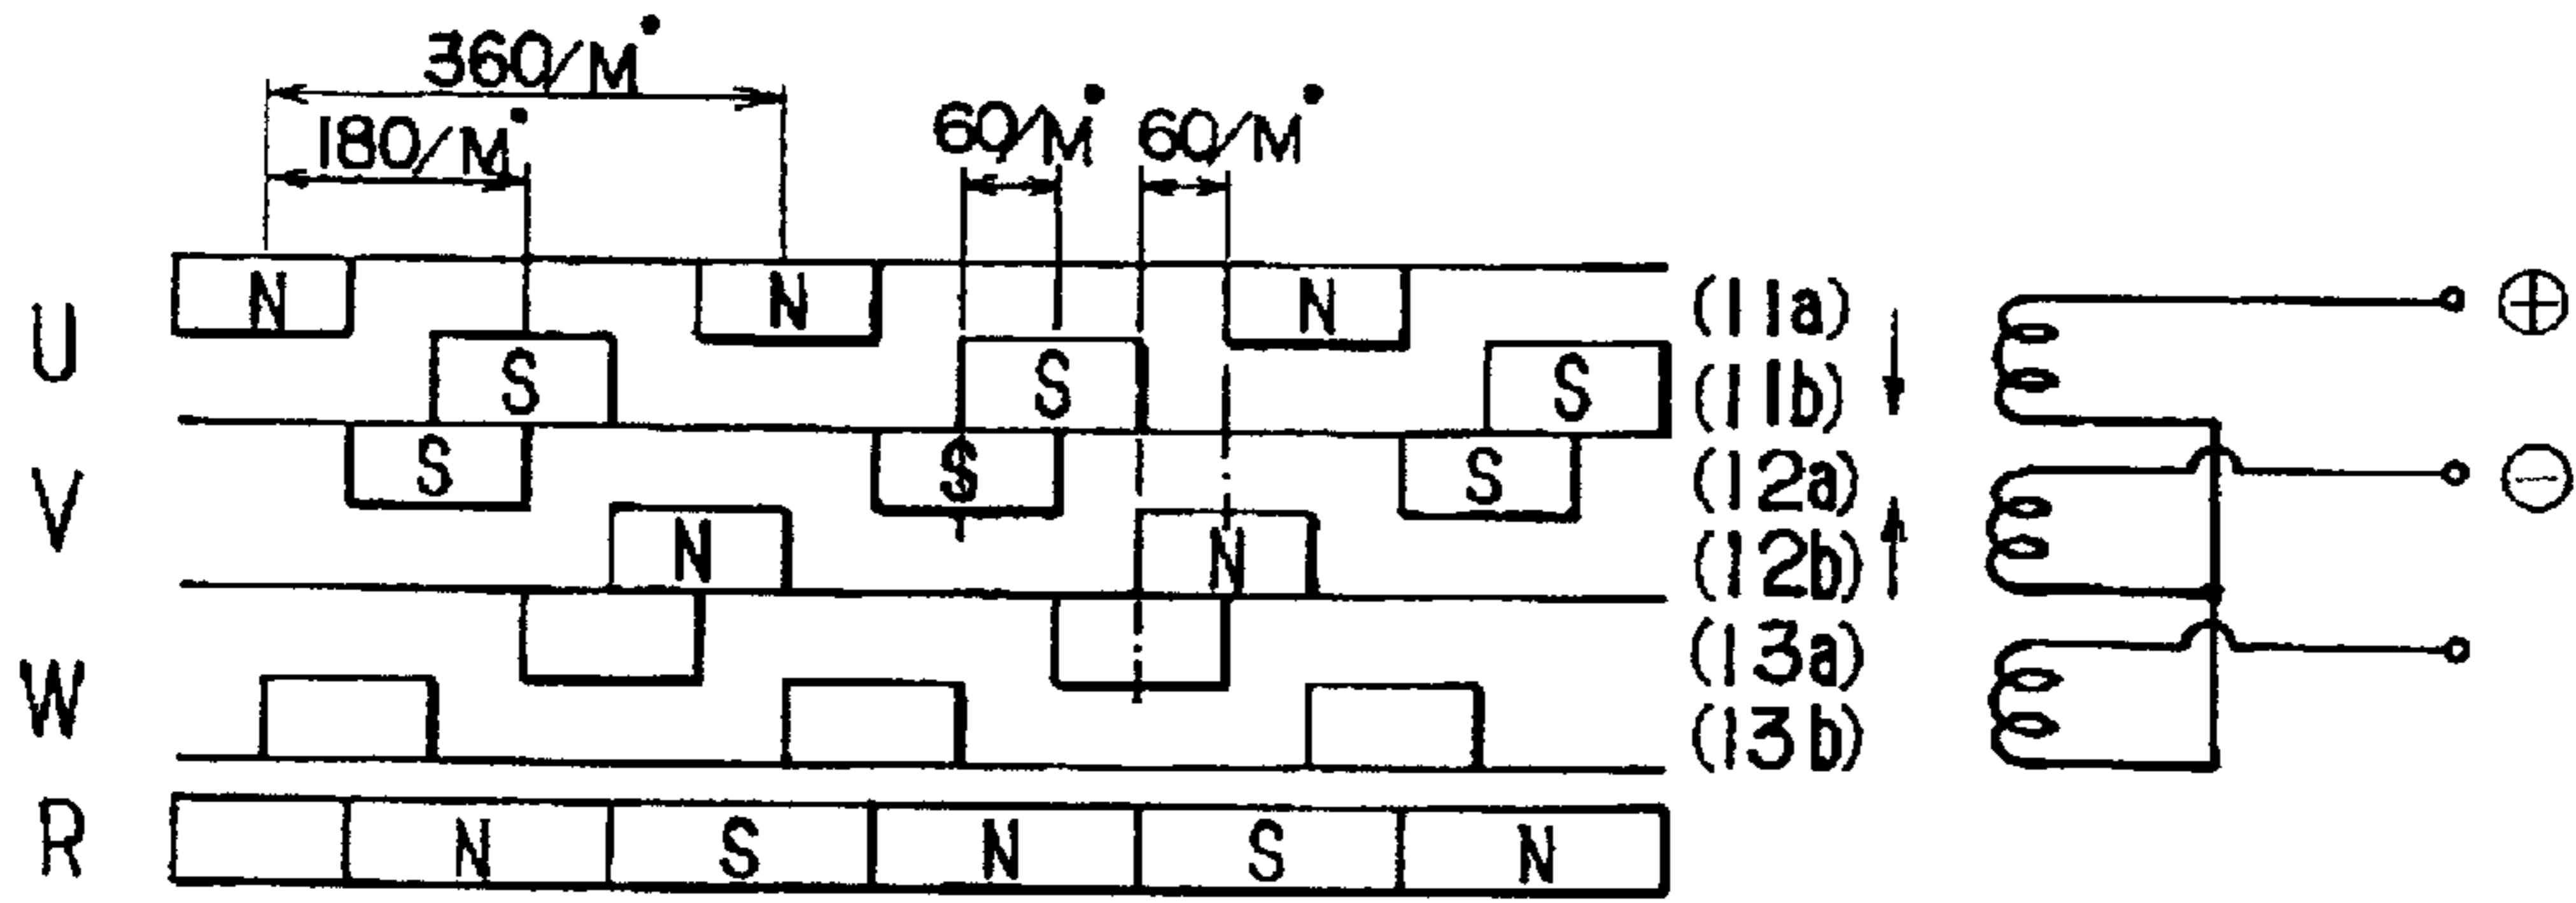 360/M°
180/M°
60/M° 60/M°
U N N N (11a) ⊕
S S S (11b)
V S S S (12a) ⊖
N N (12b)
W (13a)
(13b)
R N S N S N